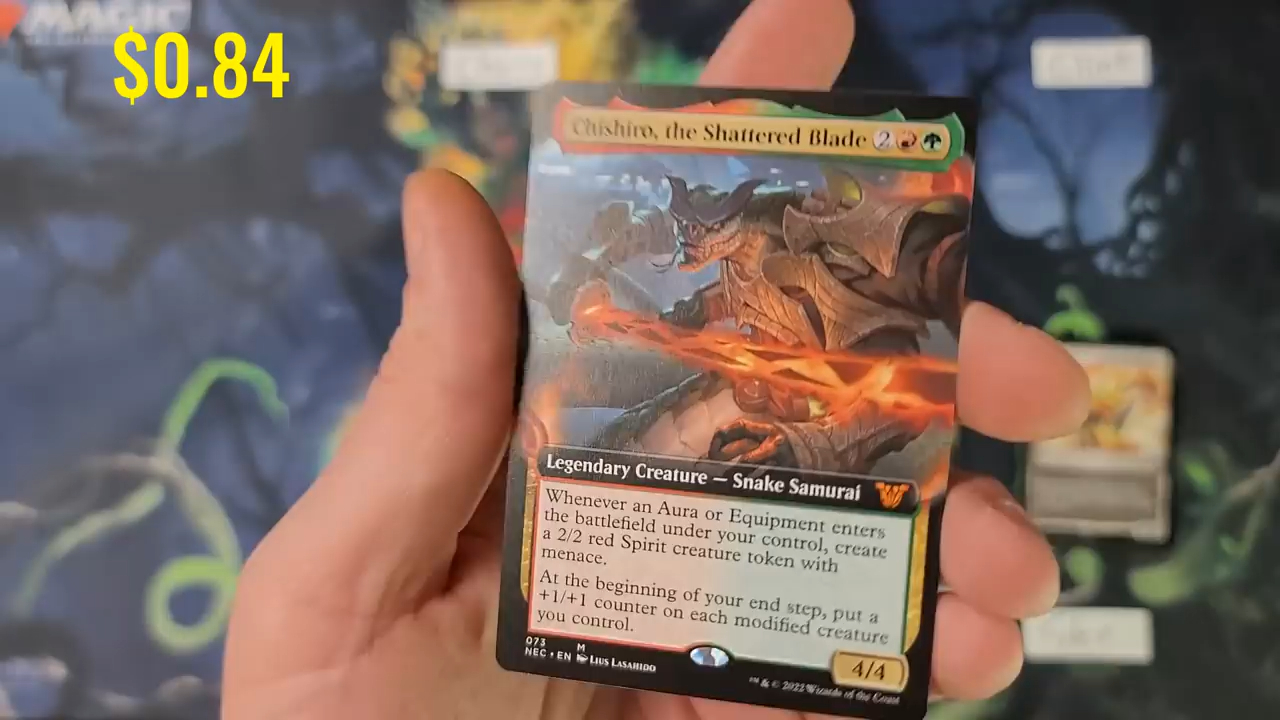 MAGIC
$0.84
Chishiro, the Shattered Blade 2
Legendary Creature — Snake Samurai
Whenever an Aura or Equipment enters
the battlefield under your control, create
a 2/2 red Spirit creature token with
menace.
At the beginning of your end step, put a
+1/+1 counter on each modified creature
you control.
073 M
NEC • EN LIUS LASAHIDO
4/4
™ & © 2022 Wizards of the Coast